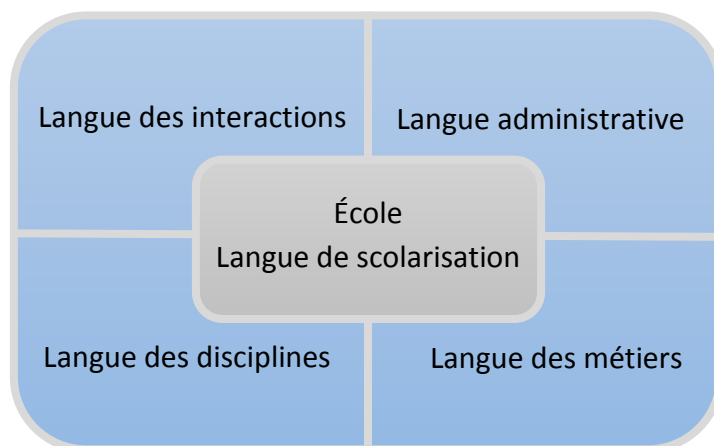 Langue des interactions
Langue administrative
École
Langue de scolarisation
Langue des disciplines
Langue des métiers